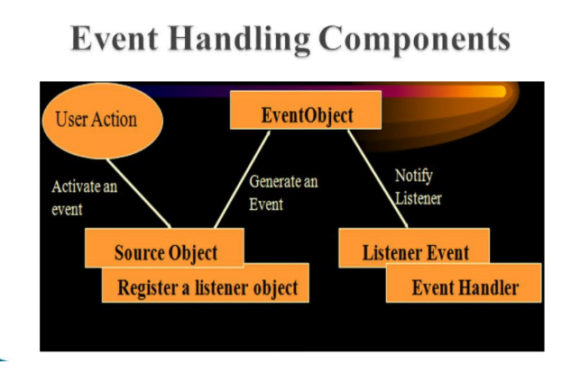 Event Handling Components
User Action
EventObject
Activate an
event
Generate an
Event
Notify
Listener
Source Object
Register a listener object
Listener Event
Event Handler